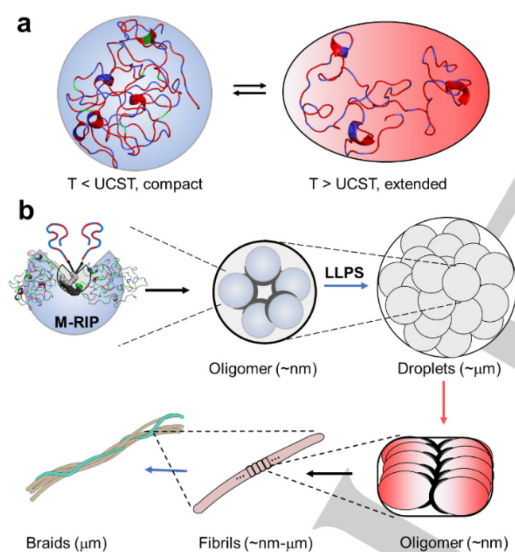 a
T < UCST, compact
T > UCST, extended
b
M-RIP
LLPS
Oligomer (~nm)
Droplets (~μm)
Braids (μm)
Fibrils (~nm-μm)
Oligomer (~nm)